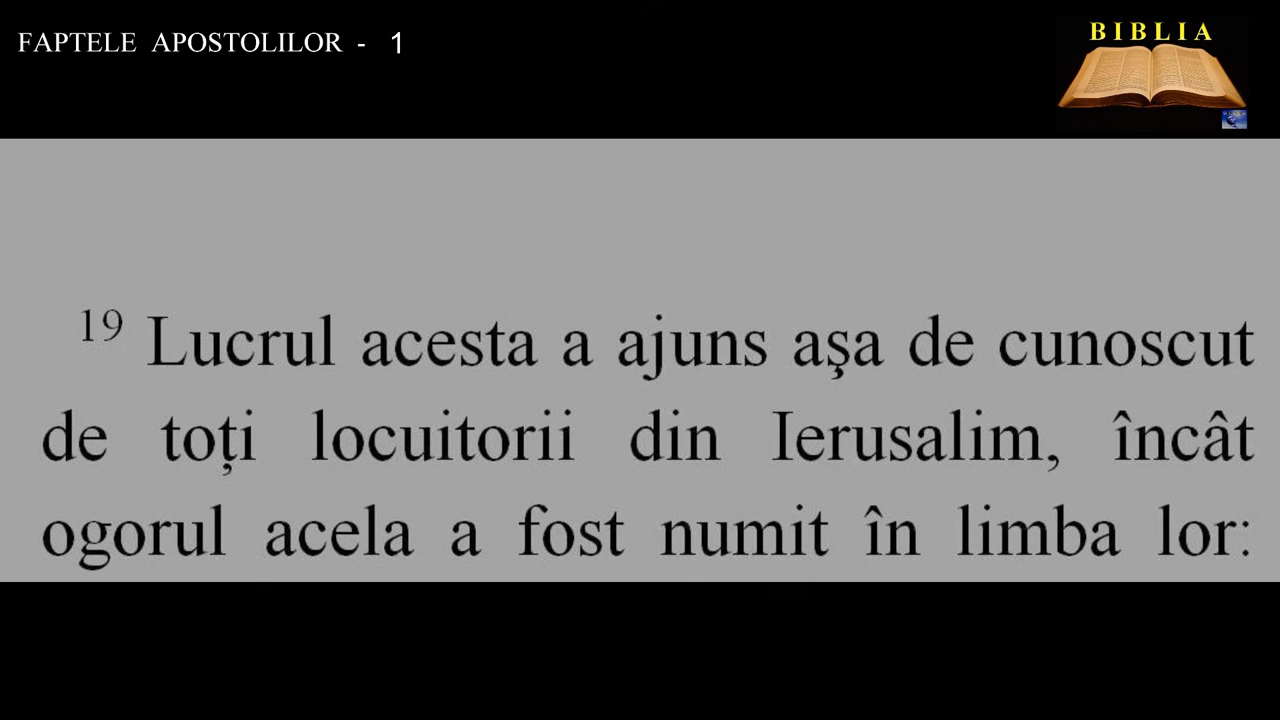 FAPTELE APOSTOLILOR - 1
BIBLIA
19 Lucrul acesta a ajuns aşa de cunoscut
de toţi locuitorii din Ierusalim, încât
ogorul acela a fost numit în limba lor: